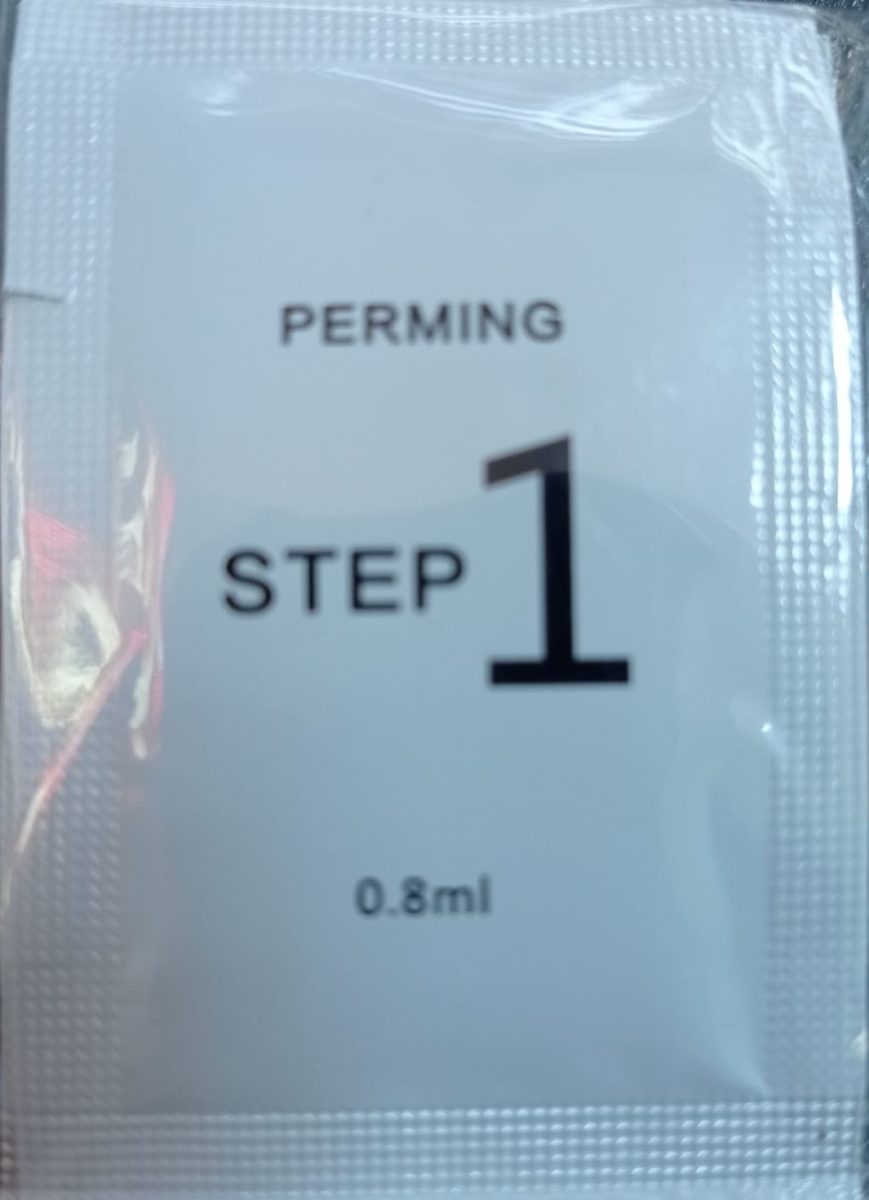 PERMING
STEP 1
0.8ml